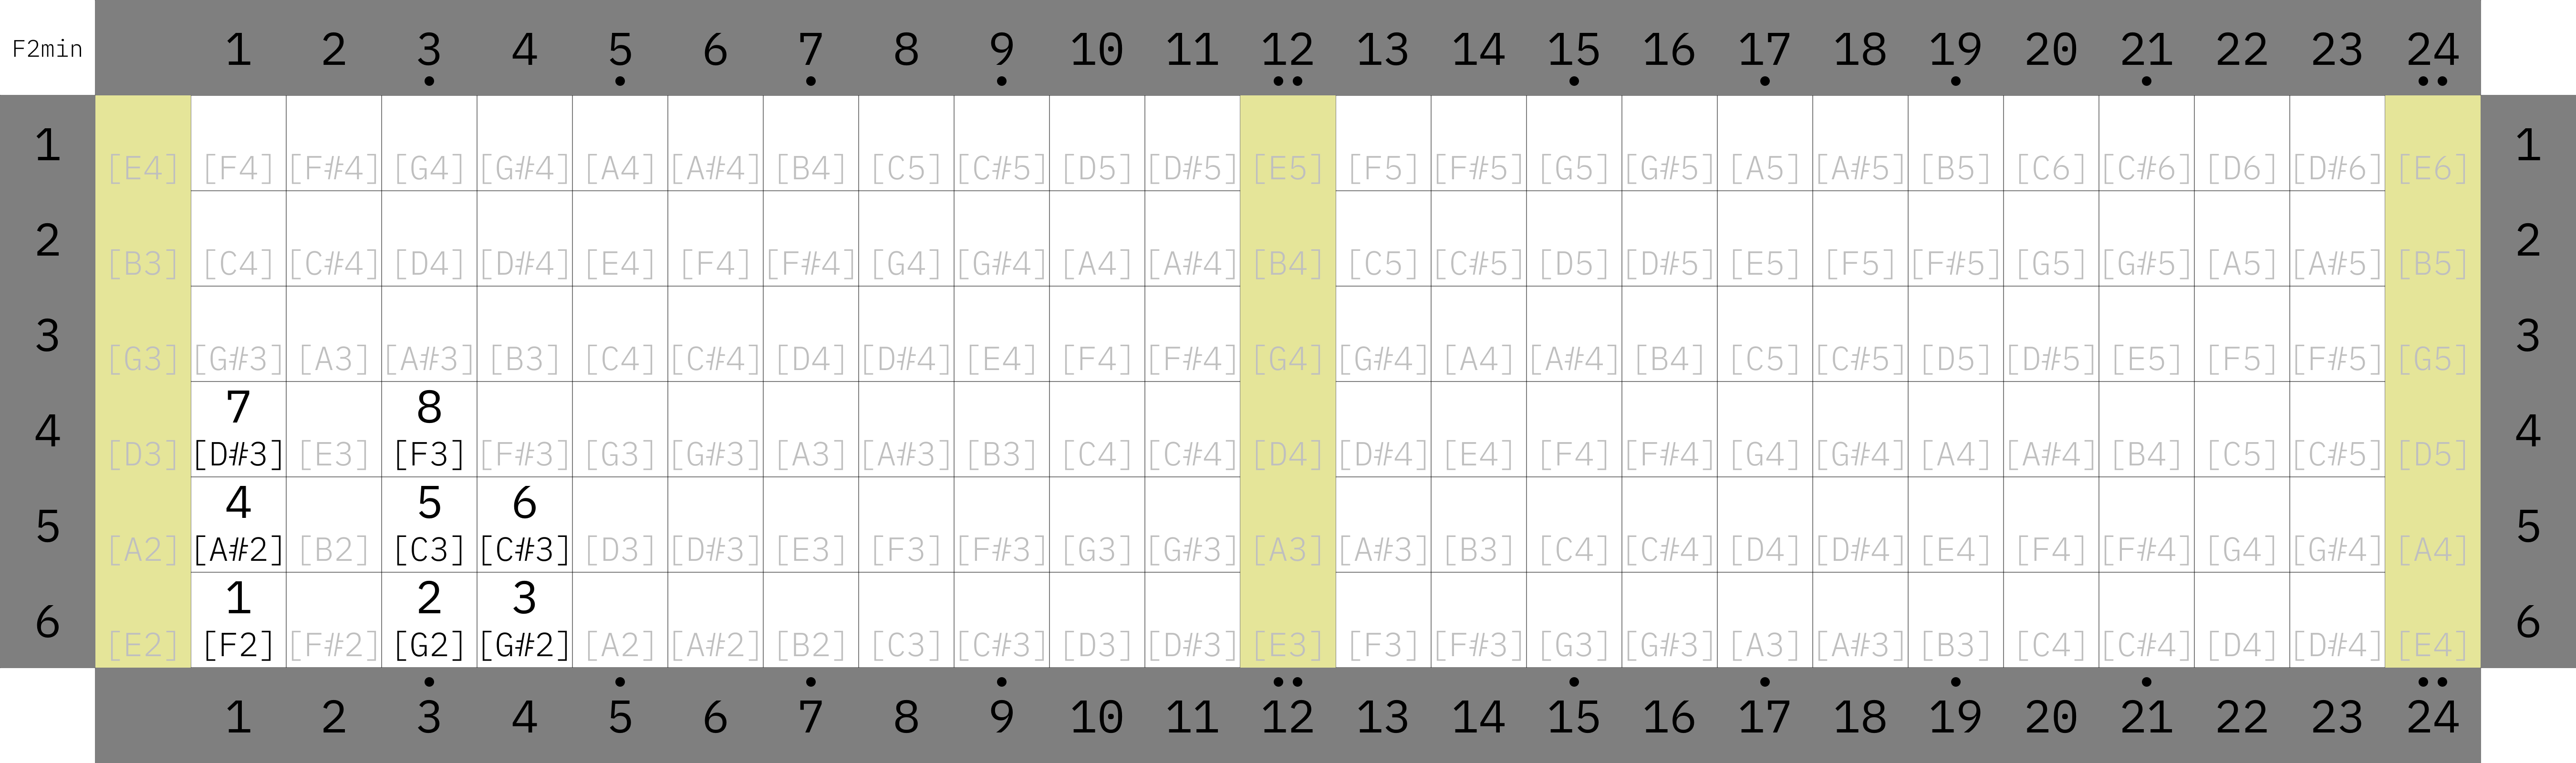 F2min 1 2 3 4 5 6 7 8 9 10 11 12 13 14 15 16 17 18 19 20 21 22 23 24
1 [E4] [F4] [F#4] [G4] [G#4] [A4] [A#4] [B4] [C5] [C#5] [D5] [D#5] [E5] [F5] [F#5] [G5] [G#5] [A5] [A#5] [B5] [C6] [C#6] [D6] [D#6] [E6] 1
2 [B3] [C4] [C#4] [D4] [D#4] [E4] [F4] [F#4] [G4] [G#4] [A4] [A#4] [B4] [C5] [C#5] [D5] [D#5] [E5] [F5] [F#5] [G5] [G#5] [A5] [A#5] [B5] 2
3 [G3] [G#3] [A3] [A#3] [B3] [C4] [C#4] [D4] [D#4] [E4] [F4] [F#4] [G4] [G#4] [A4] [A#4] [B4] [C5] [C#5] [D5] [D#5] [E5] [F5] [F#5] [G5] 3
7 8
4 [D3] [D#3] [E3] [F3] [F#3] [G3] [G#3] [A3] [A#3] [B3] [C4] [C#4] [D4] [D#4] [E4] [F4] [F#4] [G4] [G#4] [A4] [A#4] [B4] [C5] [C#5] [D5] 4
4 5 6
5 [A2] [A#2] [B2] [C3] [C#3] [D3] [D#3] [E3] [F3] [F#3] [G3] [G#3] [A3] [A#3] [B3] [C4] [C#4] [D4] [D#4] [E4] [F4] [F#4] [G4] [G#4] [A4] 5
1 2 3
6 [E2] [F2] [F#2] [G2] [G#2] [A2] [A#2] [B2] [C3] [C#3] [D3] [D#3] [E3] [F3] [F#3] [G3] [G#3] [A3] [A#3] [B3] [C4] [C#4] [D4] [D#4] [E4] 6
1 2 3 4 5 6 7 8 9 10 11 12 13 14 15 16 17 18 19 20 21 22 23 24